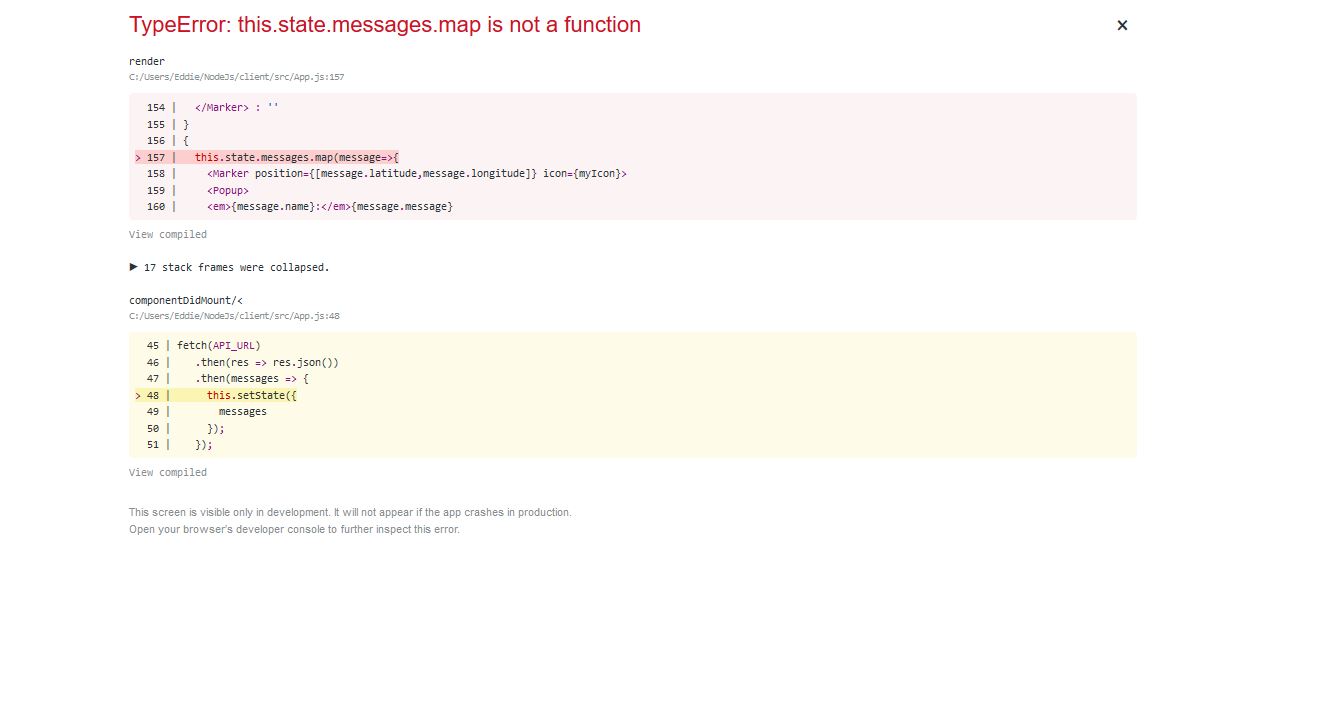 TypeError: this.state.messages.map is not a function
×
render
C:/Users/Eddie/NodeJs/client/src/App.js:157
154 |   </Marker> : ''
155 | }
156 | {
> 157 |   this.state.messages.map(message=>{
158 |     <Marker position={[message.latitude,message.longitude]} icon={myIcon}>
159 |     <Popup>
160 |     <em>{message.name}:</em>{message.message}
View compiled
▶ 17 stack frames were collapsed.
componentDidMount/<
C:/Users/Eddie/NodeJs/client/src/App.js:48
45 | fetch(API_URL)
46 |    .then(res => res.json())
47 |    .then(messages => {
> 48 |      this.setState({
49 |        messages
50 |      });
51 |    });
View compiled
This screen is visible only in development. It will not appear if the app crashes in production.
Open your browser's developer console to further inspect this error.